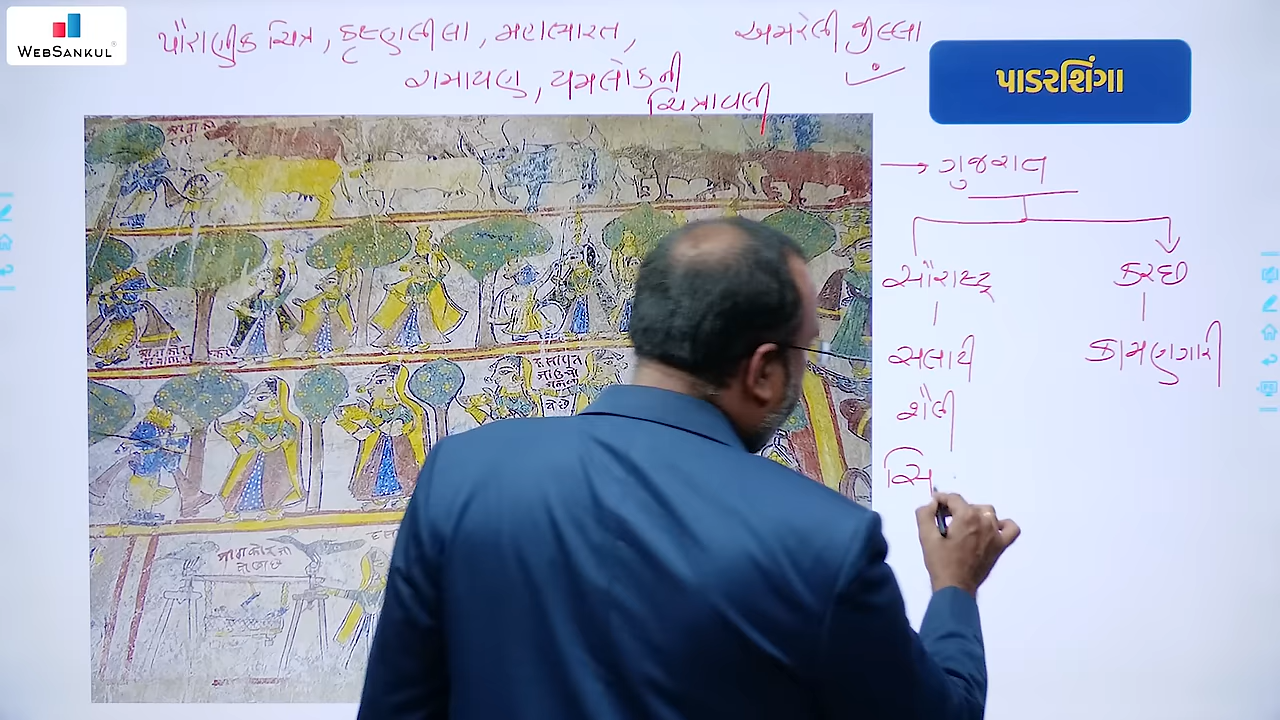 WEBSANKUL
પૌરાણીક ચિત્ર, કૃષ્ણલીલા, મહાભારત,
રામાયણ, યમલોકની
ચિત્રાવલી
અમરેલી જીલ્લા
પાડરશિંગા
→ ગુજરાત
સૌરાષ્ટ્ર
કચ્છ
સલાટી
કામણગારી
શૈલી
ચિ